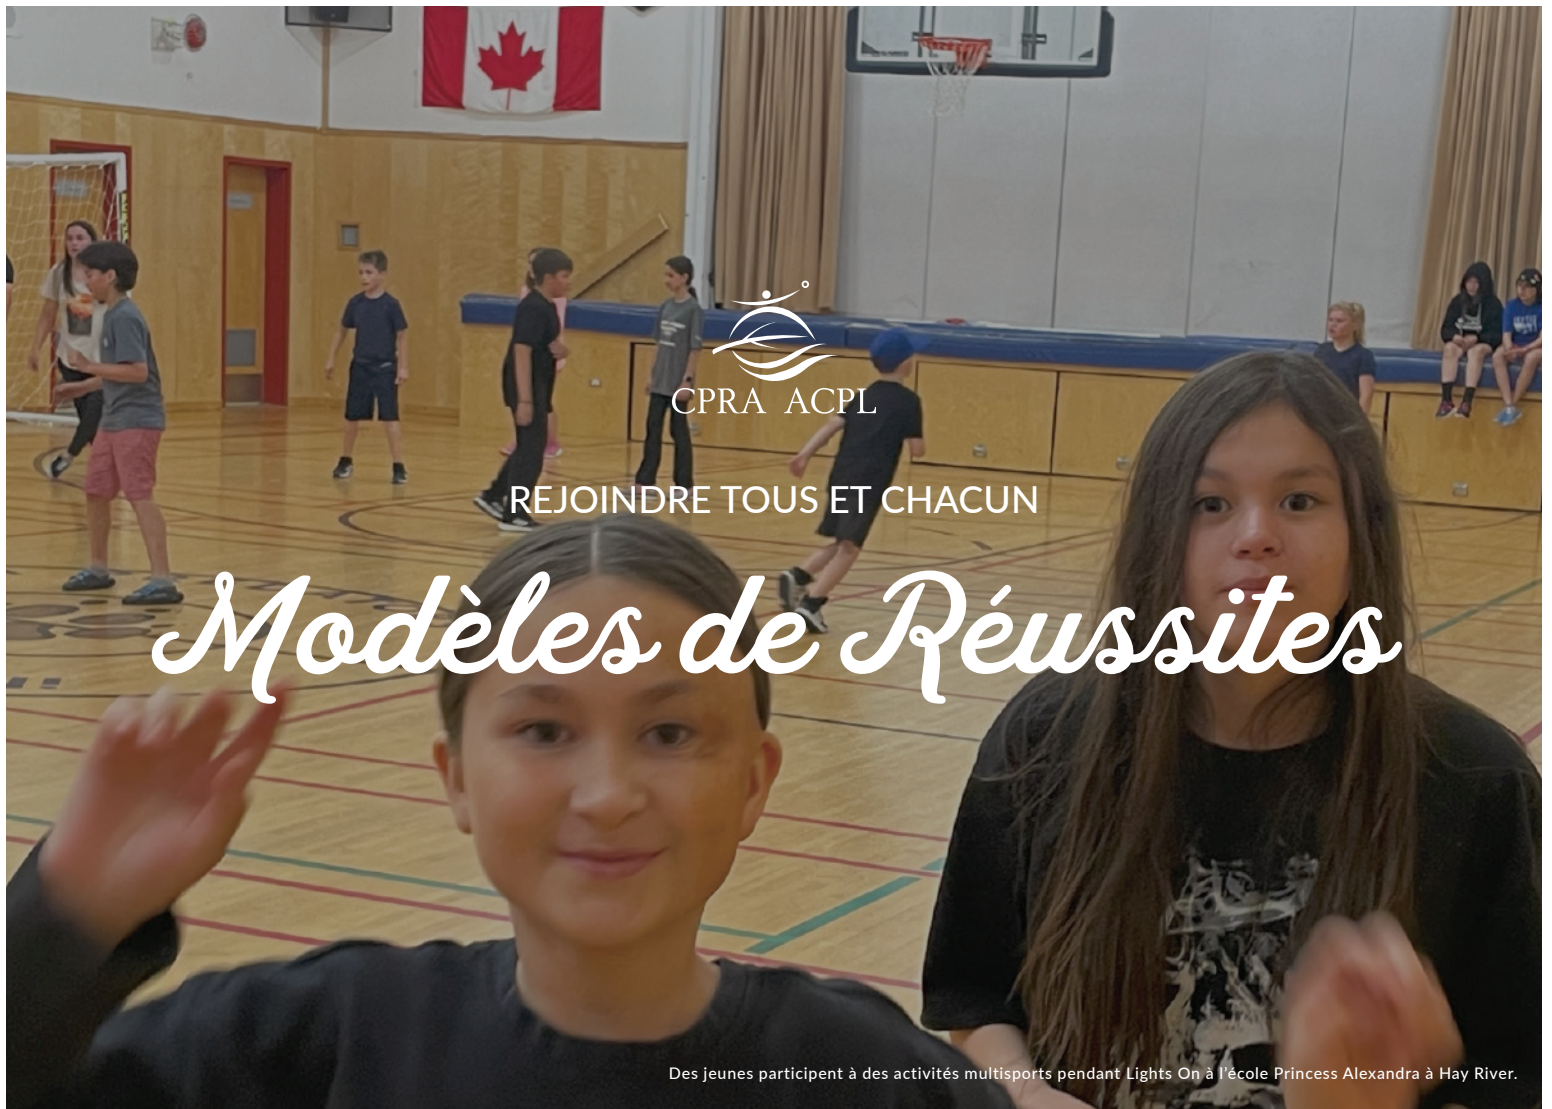 CPRA ACPL
REJOINDRE TOUS ET CHACUN
Modèles de Réussites
Des jeunes participent à des activités multisports pendant Lights On à l'école Princess Alexandra à Hay River.